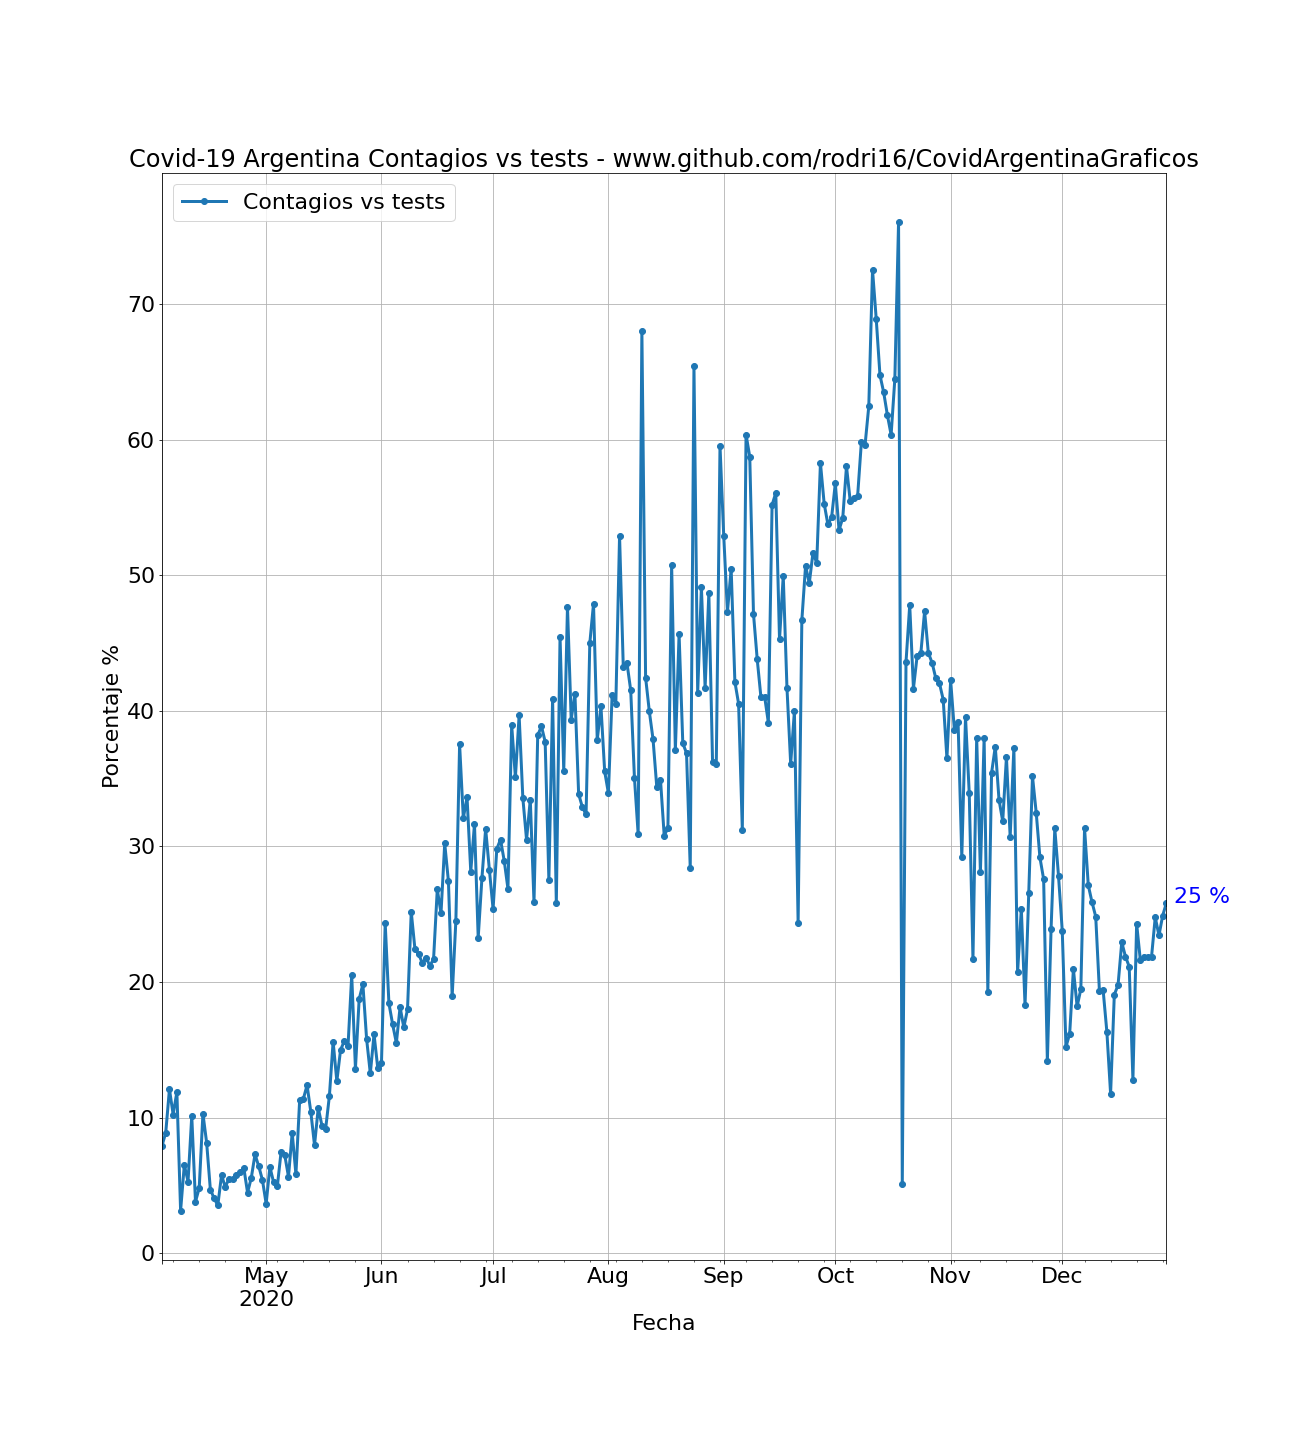 Covid-19 Argentina Contagios vs tests - www.github.com/rodri16/CovidArgentinaGraficos
Contagios vs tests
70
60
50
40
30
20
10
0
Porcentaje %
25 %
May Jun Jul Aug Sep Oct Nov Dec
2020
Fecha